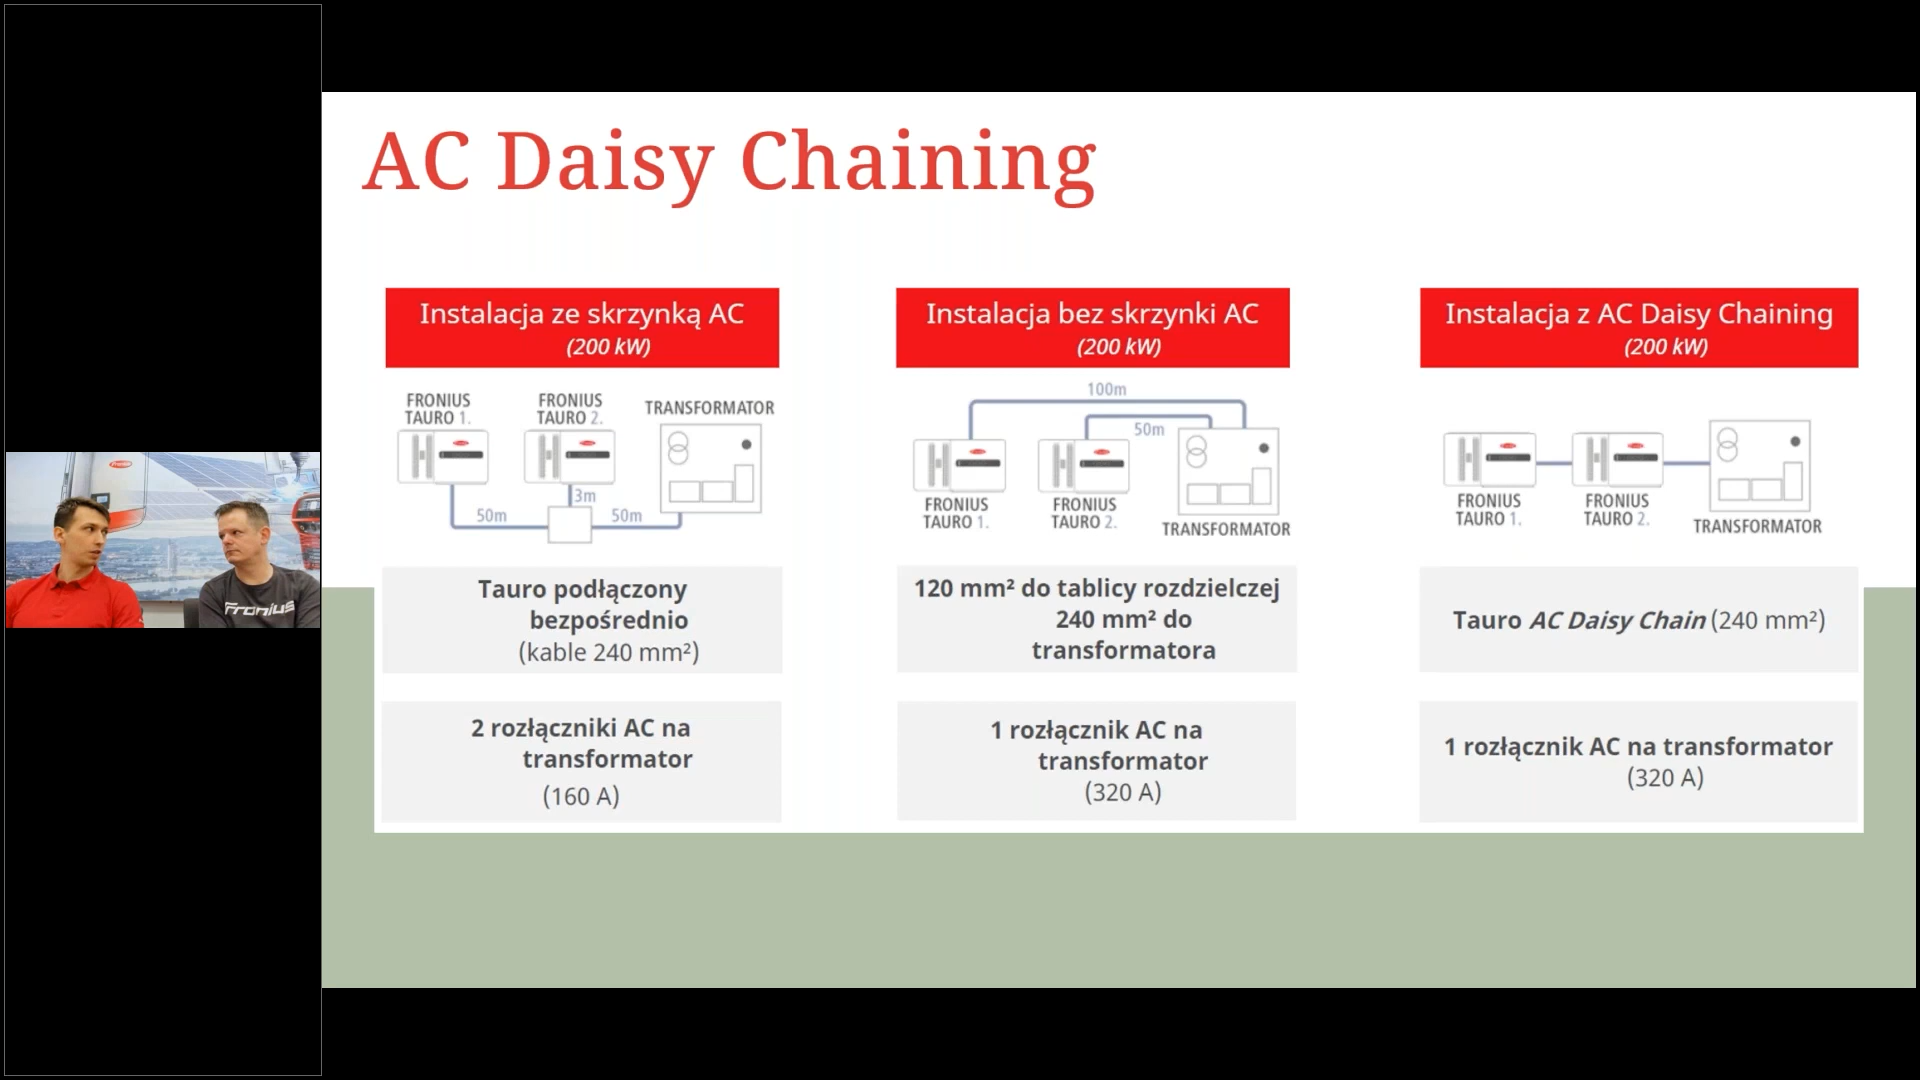 AC Daisy Chaining
Instalacja ze skrzynką AC
(200 kW)
FRONIUS
TAURO 1.
FRONIUS
TAURO 2.
TRANSFORMATOR
3m
50m
50m
Tauro podłączony
bezpośrednio
(kable 240 mm²)
2 rozłączniki AC na
transformator
(160 A)
Instalacja bez skrzynki AC
(200 kW)
100m
50m
FRONIUS
TAURO 1.
FRONIUS
TAURO 2.
TRANSFORMATOR
120 mm² do tablicy rozdzielczej
240 mm² do
transformatora
1 rozłącznik AC na
transformator
(320 A)
Instalacja z AC Daisy Chaining
(200 kW)
FRONIUS
TAURO 1.
FRONIUS
TAURO 2.
TRANSFORMATOR
Tauro AC Daisy Chain (240 mm²)
1 rozłącznik AC na transformator
(320 A)
Fronius